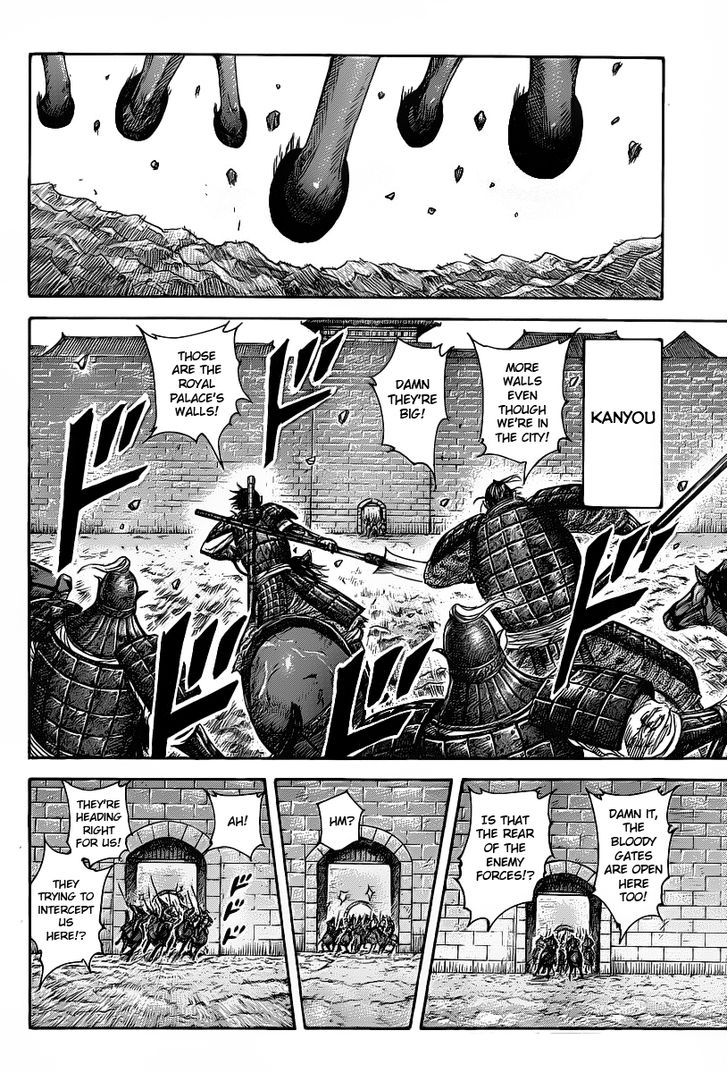 KANYOU
MORE
WALLS
EVEN
THOUGH
WE'RE IN
THE CITY!
DAMN
THEY'RE
BIG!
THOSE
ARE THE
ROYAL
PALACE'S
WALLS!
ド
ド
ド
ド
ド
DAMN IT,
THE
BLOODY
GATES
ARE OPEN
HERE
TOO!
IS THAT
THE REAR
OF THE
ENEMY
FORCES!?
HM?
AH!
THEY'RE
HEADING
RIGHT
FOR US!
ド
ド
ド
THEY
TRYING TO
INTERCEPT
US
HERE!?